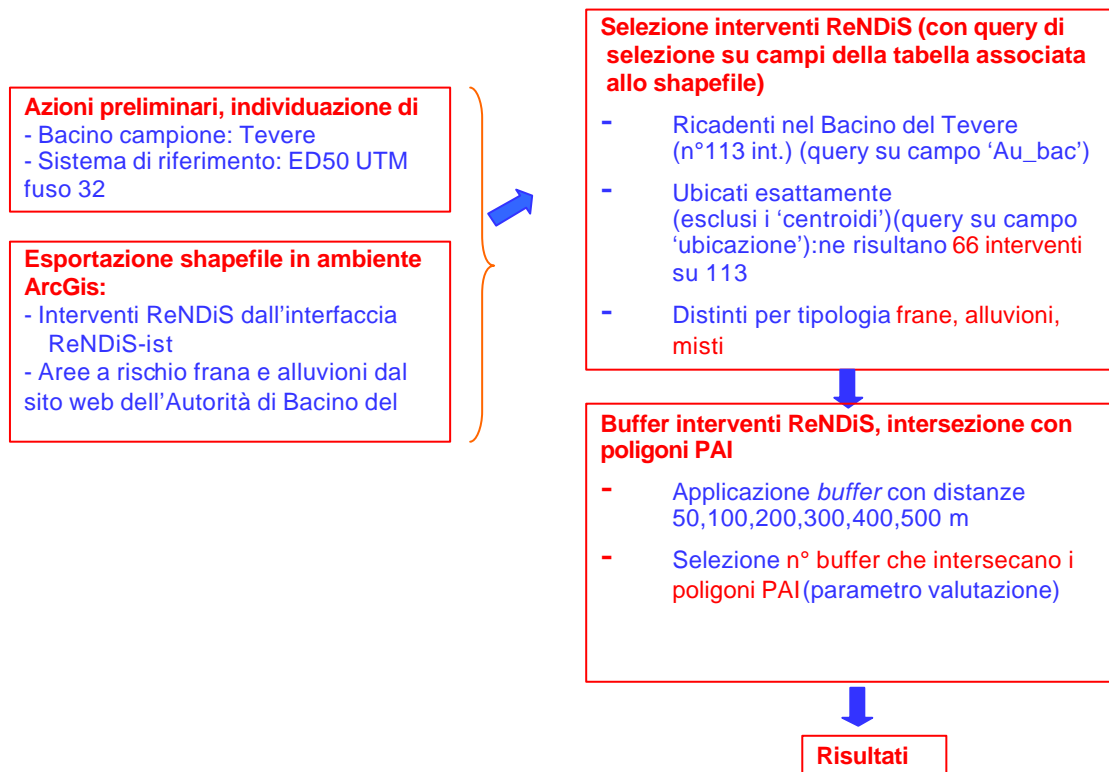 Azioni preliminari, individuazione di
- Bacino campione: Tevere
- Sistema di riferimento: ED50 UTM
fuso 32
Esportazione shapefile in ambiente
ArcGis:
- Interventi ReNDiS dall'interfaccia
ReNDiS-ist
- Aree a rischio frana e alluvioni dal
sito web dell'Autorità di Bacino del
Selezione interventi ReNDiS (con query di
selezione su campi della tabella associata
allo shapefile)
- Ricadenti nel Bacino del Tevere
(n°113 int.) (query su campo 'Au_bac')
- Ubicati esattamente
(esclusi i 'centroidi')(query su campo
'ubicazione'):ne risultano 66 interventi
su 113
- Distinti per tipologia frane, alluvioni,
misti
Buffer interventi ReNDiS, intersezione con
poligoni PAI
- Applicazione buffer con distanze
50,100,200,300,400,500 m
- Selezione n° buffer che intersecano i
poligoni PAI(parametro valutazione)
Risultati